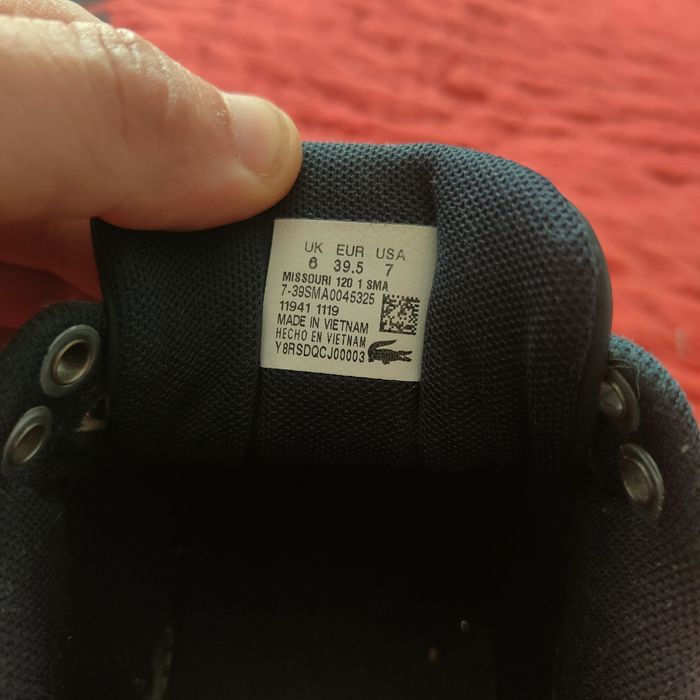 UK EUR USA
6 39.5 7
MISSOURI 120 1 SMA
7-39SMA0045325
11941 1119
MADE IN VIETNAM
HECHO EN VIETNAM
Y8RSDQCJ00003